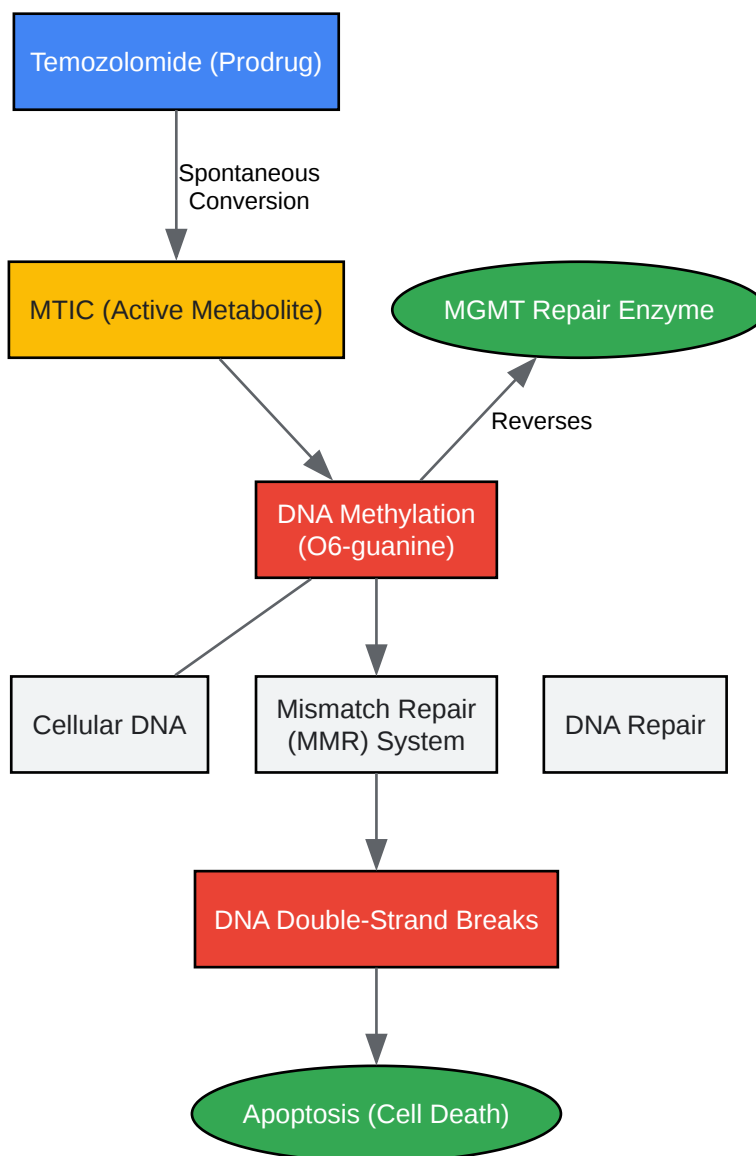 Temozolomide (Prodrug)
Spontaneous
Conversion
MTIC (Active Metabolite)
MGMT Repair Enzyme
Reverses
DNA Methylation
(O6-guanine)
Cellular DNA
Mismatch Repair
(MMR) System
DNA Repair
DNA Double-Strand Breaks
Apoptosis (Cell Death)